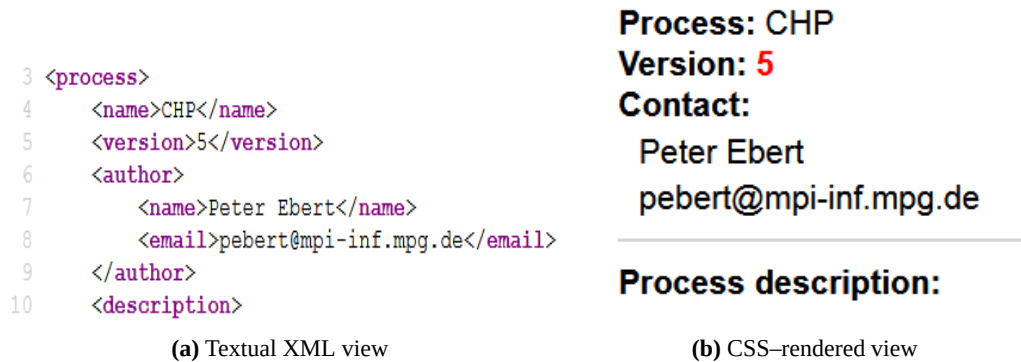 3 <process>
4 <name>CHP</name>
5 <version>5</version>
6 <author>
7 <name>Peter Ebert</name>
8 <email>pebert@mpi-inf.mpg.de</email>
9 </author>
10 <description>
(a) Textual XML view
Process: CHP
Version: 5
Contact:
Peter Ebert
pebert@mpi-inf.mpg.de
Process description:
(b) CSS–rendered view